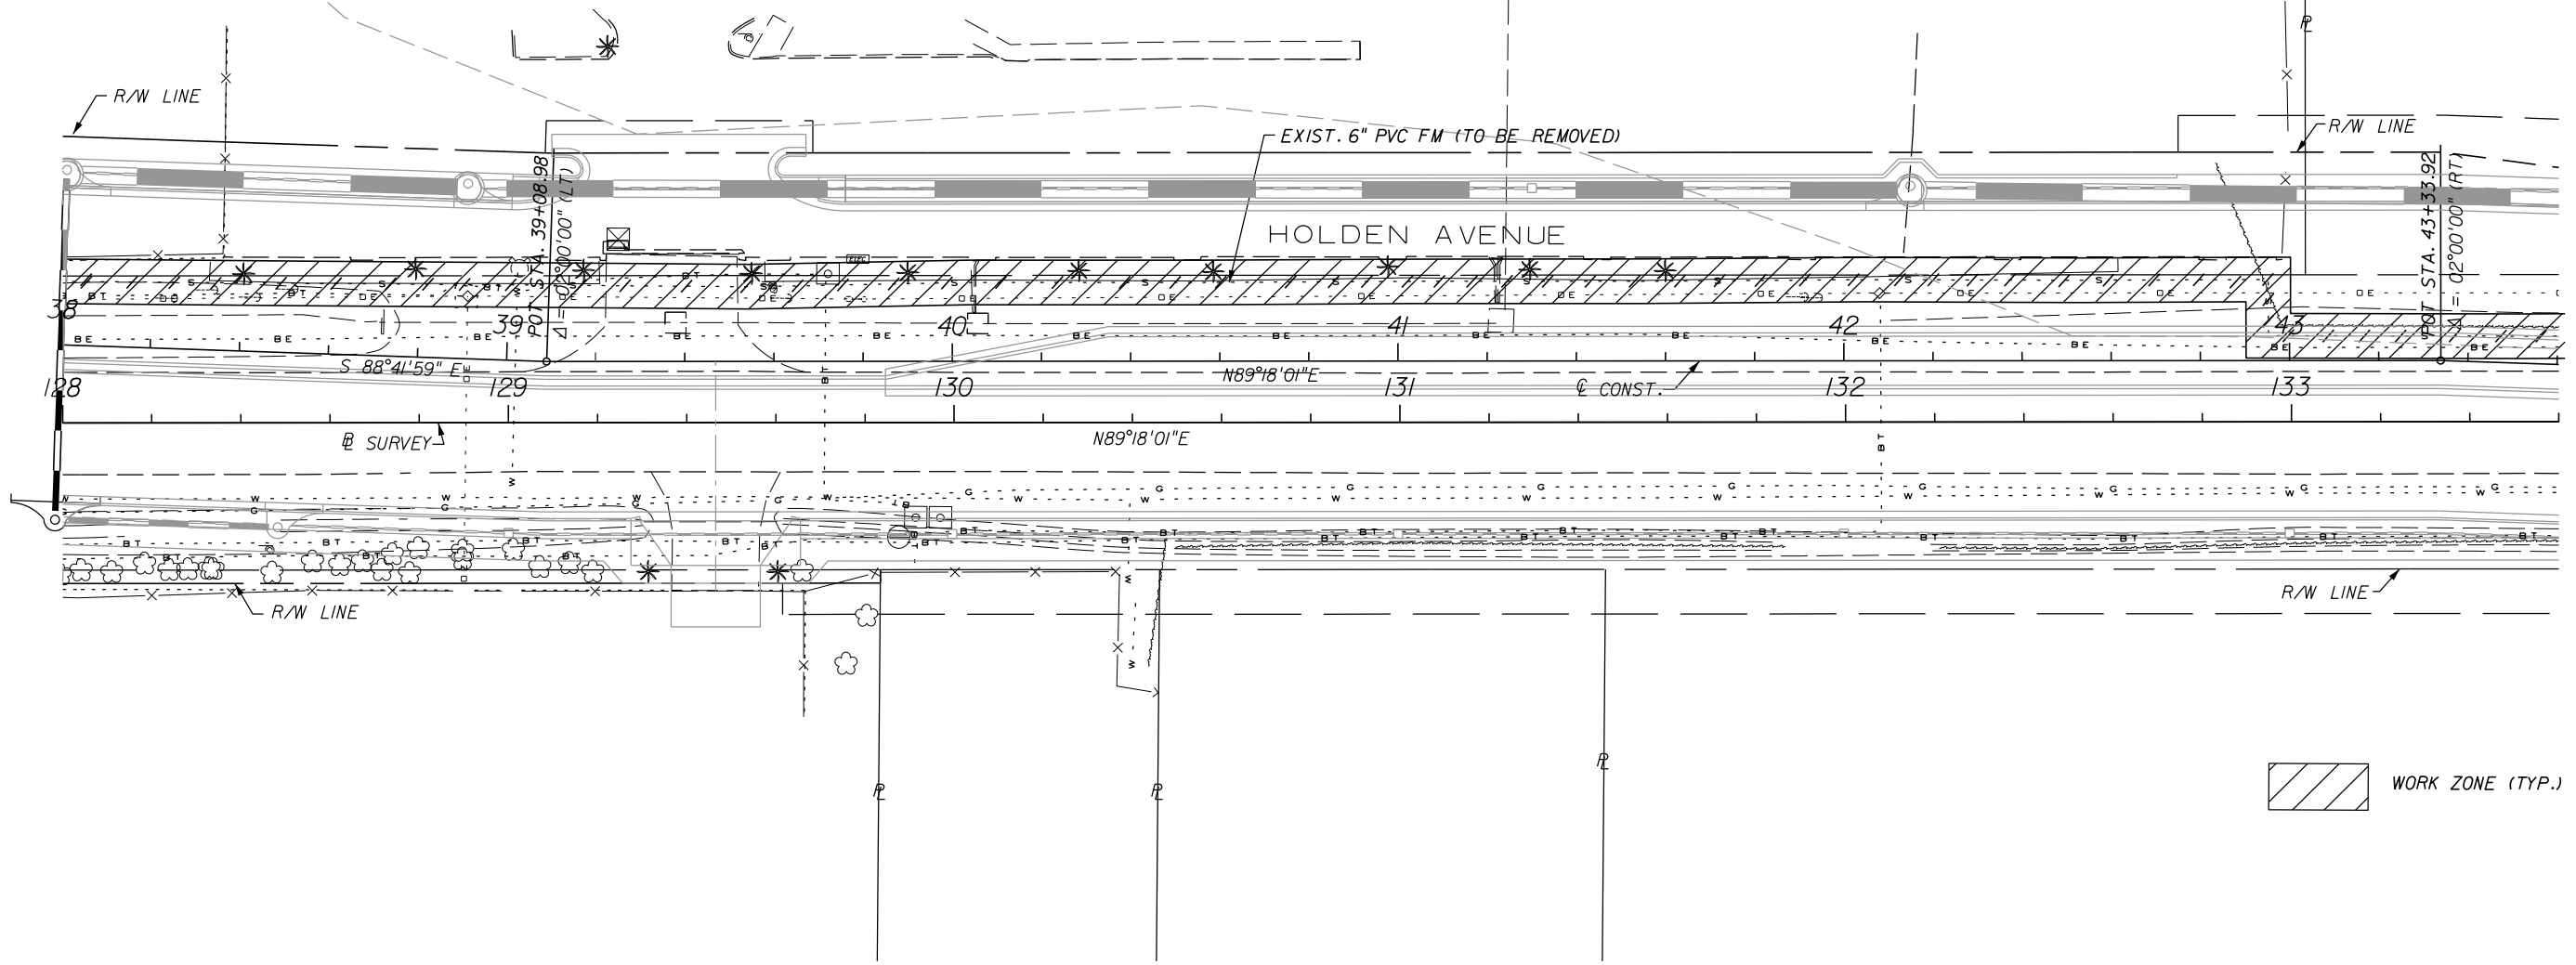 R/W LINE
EXIST. 6" PVC FM (TO BE REMOVED)
R/W LINE
HOLDEN AVENUE
POT STA. 39+08.98
Δ = 02°00'00" (LT)
POT STA. 43+33.92
Δ = 02°00'00" (RT)
38 39 40 41 42 43
S 88°41'59" E
N89°18'01"E
℄ CONST.
128 129 130 131 132 133
B SURVEY
N89°18'01"E
R/W LINE
R/W LINE
WORK ZONE (TYP.)